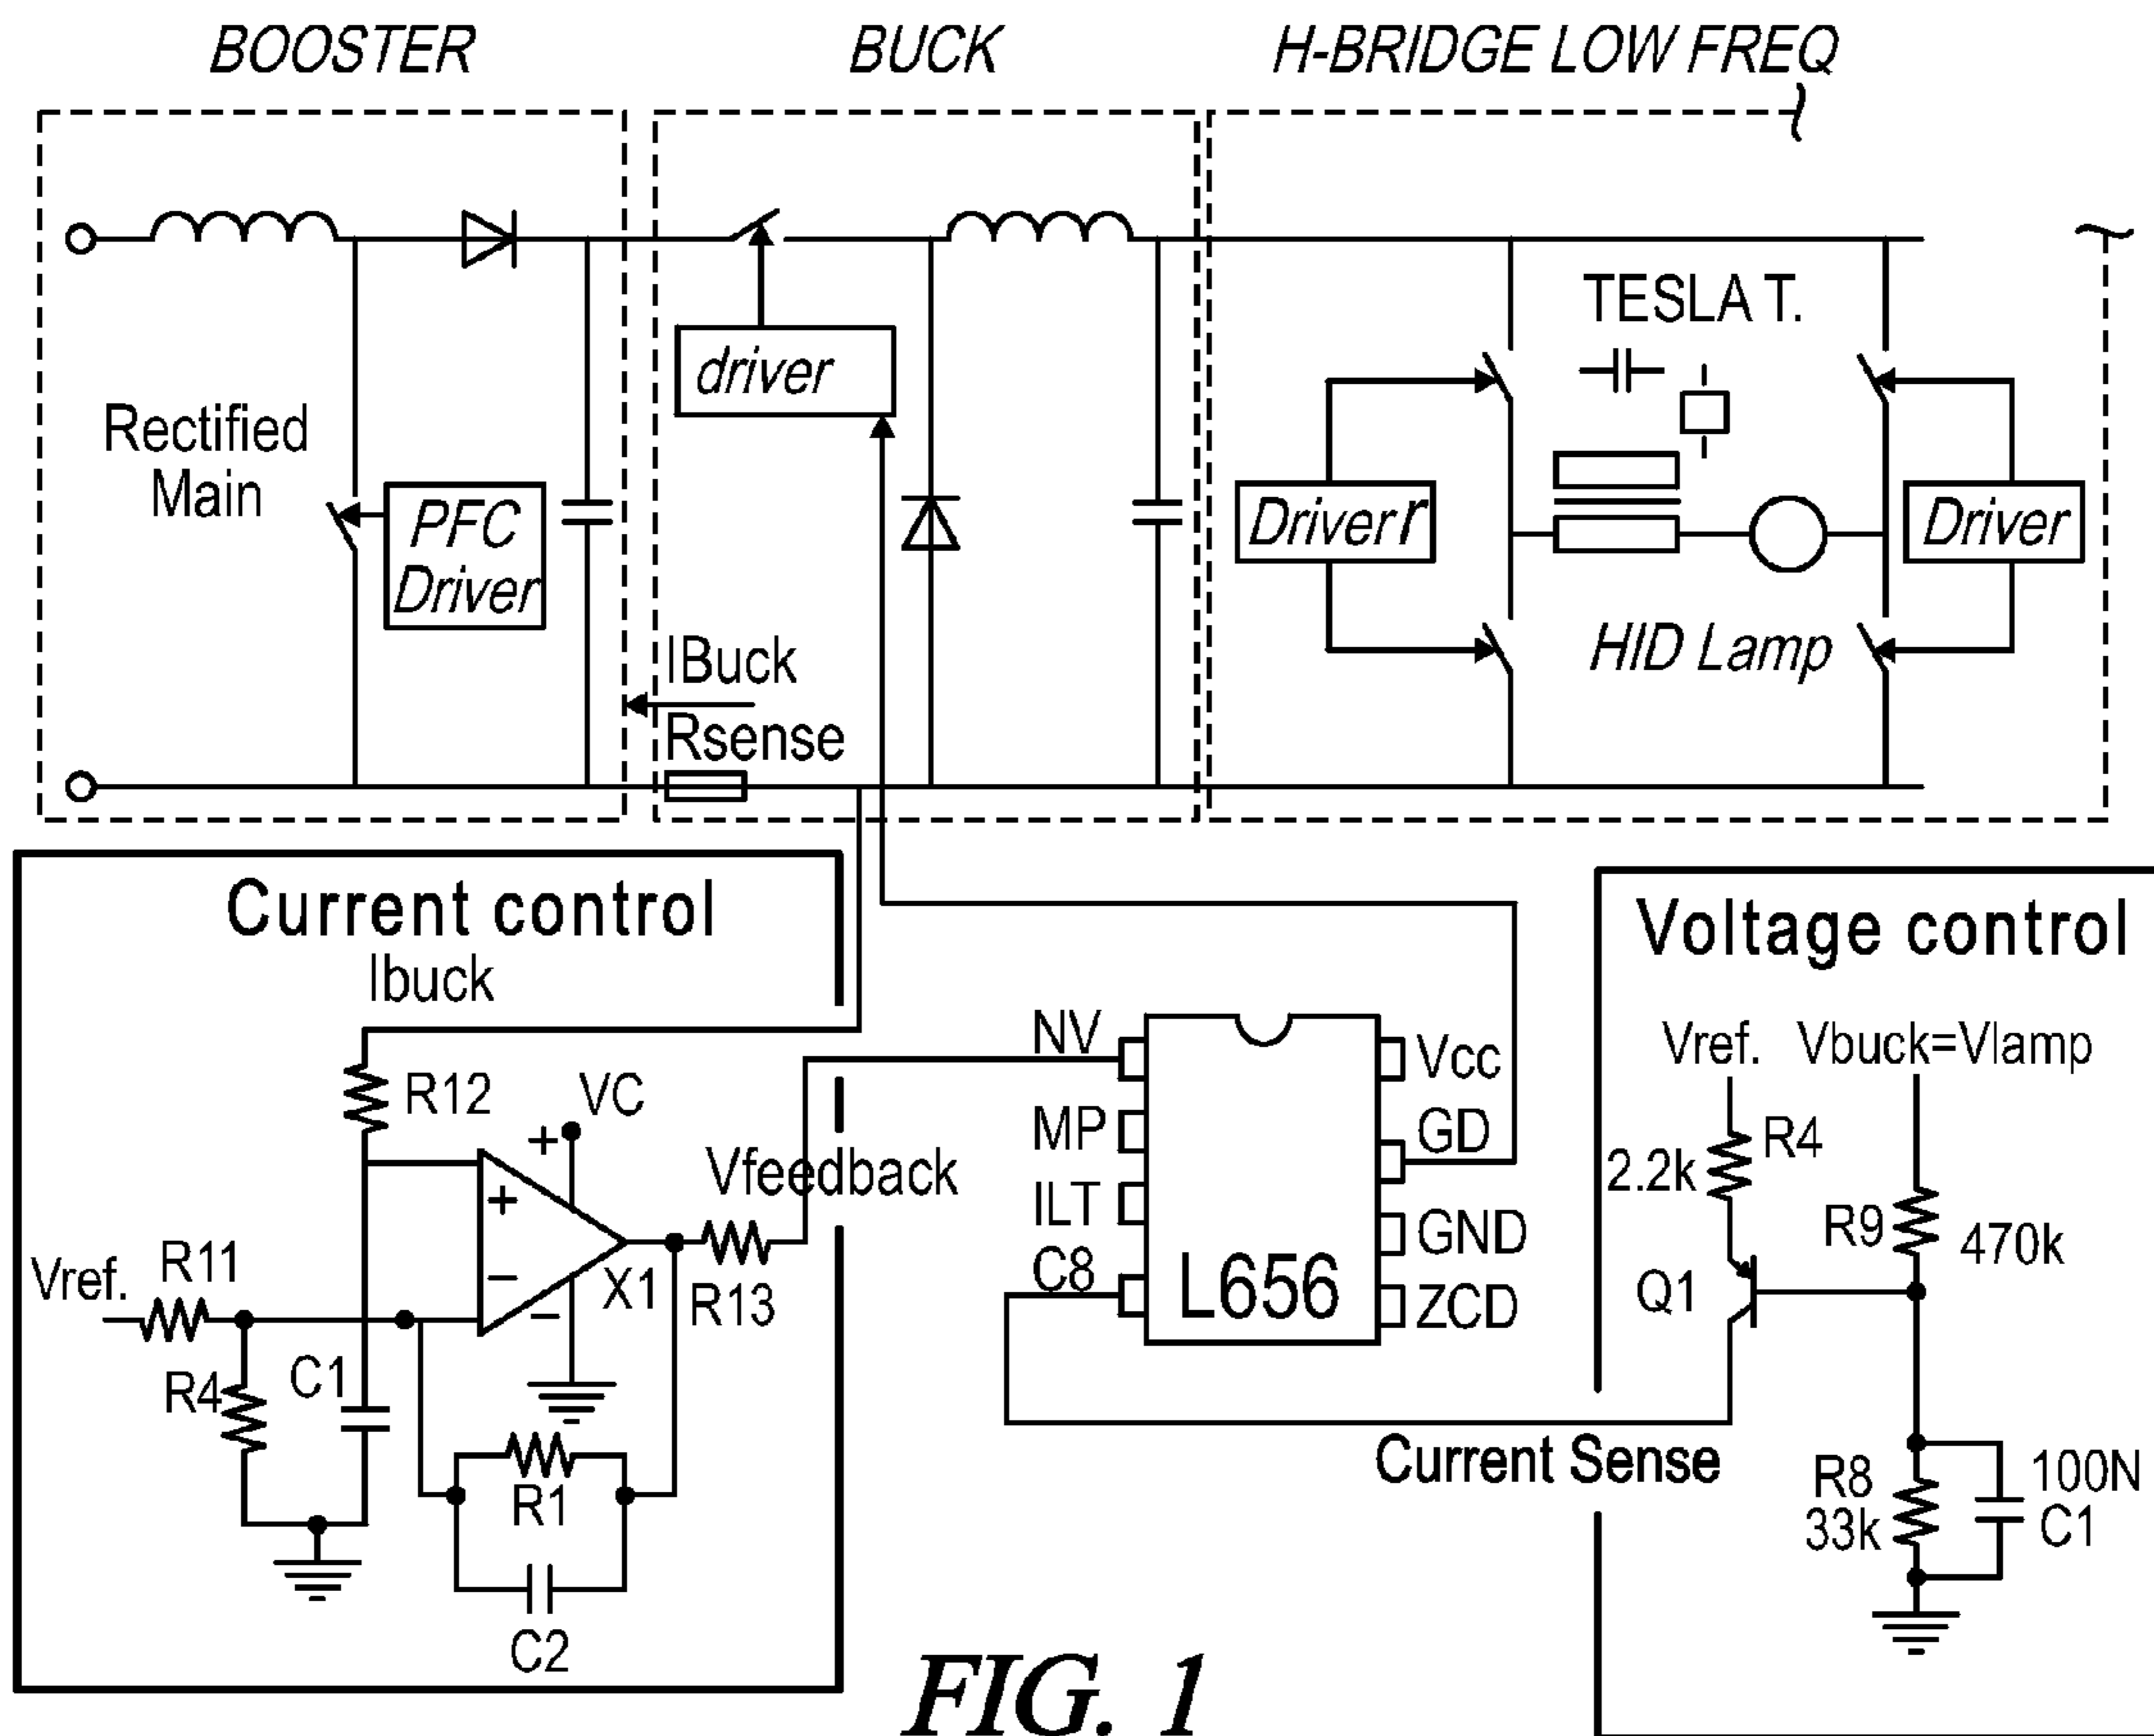 BOOSTER
BUCK
H-BRIDGE LOW FREQ
Rectified
Main
PFC
Driver
driver
TESLA T.
Driver r
Driver
HID Lamp
IBuck
Rsense
Current control
Ibuck
R12
+
VC
+
−
−
X1
Vfeedback
R13
Vref.
R11
R4
C1
R1
C2
NV
MP
ILT
C8
L656
Vcc
GD
GND
ZCD
Current Sense
Voltage control
Vref.
Vbuck=Vlamp
2.2k
R4
R9
470k
Q1
R8
33k
100N
C1
FIG. 1